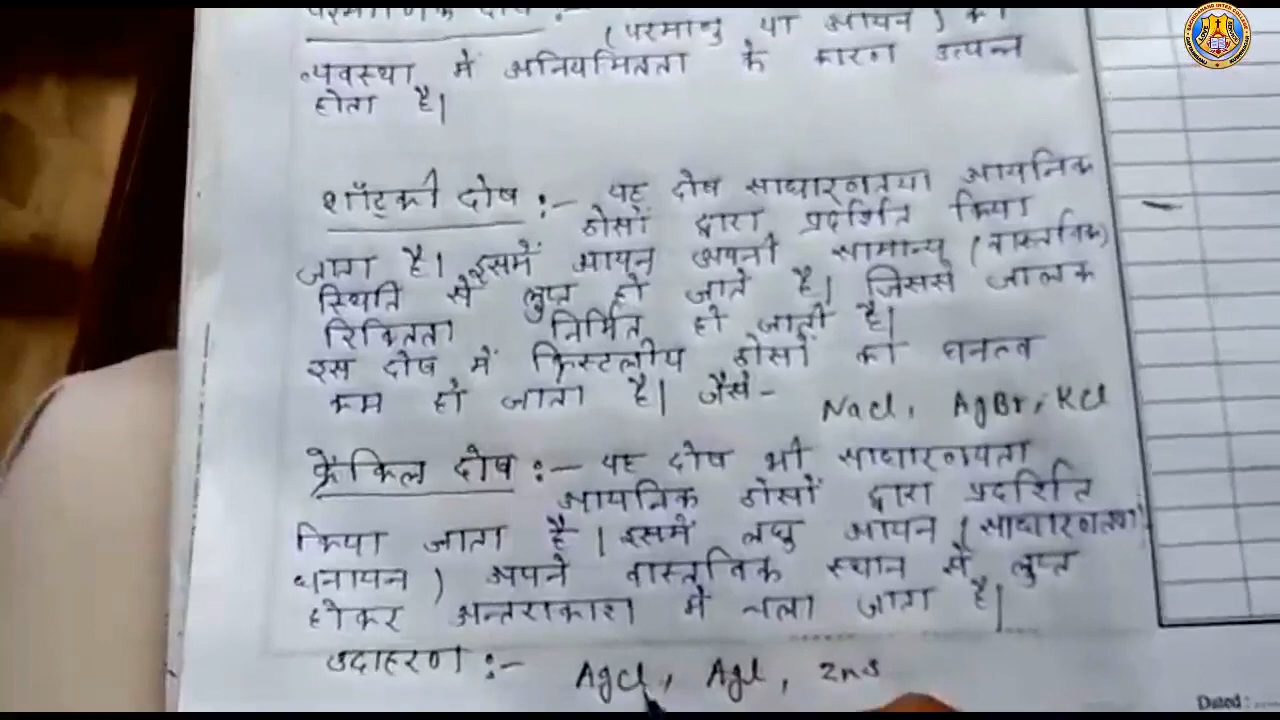 (परमाणु या आयन) की
व्यवस्था में अनियमितता के कारण उत्पन्न
होता है।
शॉट्की दोष :- यह दोष साधारणतया आयनिक
ठोसों द्वारा प्रदर्शित किया
जाता है। इसमें आयन अपनी सामान्य (वास्तविक)
स्थिति से लुप्त हो जाते है। जिससे जालक
रिक्तिता निर्मित हो जाती है।
इस दोष में क्रिस्टलीय ठोसों का घनत्व
कम हो जाता है। जैसे- NaCl, AgBr, KCl
फ्रेंकिल दोष :- यह दोष भी साधारणयता
आयनिक ठोसों द्वारा प्रदर्शित
किया जाता है। इसमें लघु आयन (साधारणतया
धनायन) अपने वास्तविक स्थान से लुप्त
होकर अन्तराकाश में चला जाता है।
उदाहरण :- AgCl, AgI, ZnS
Dated :